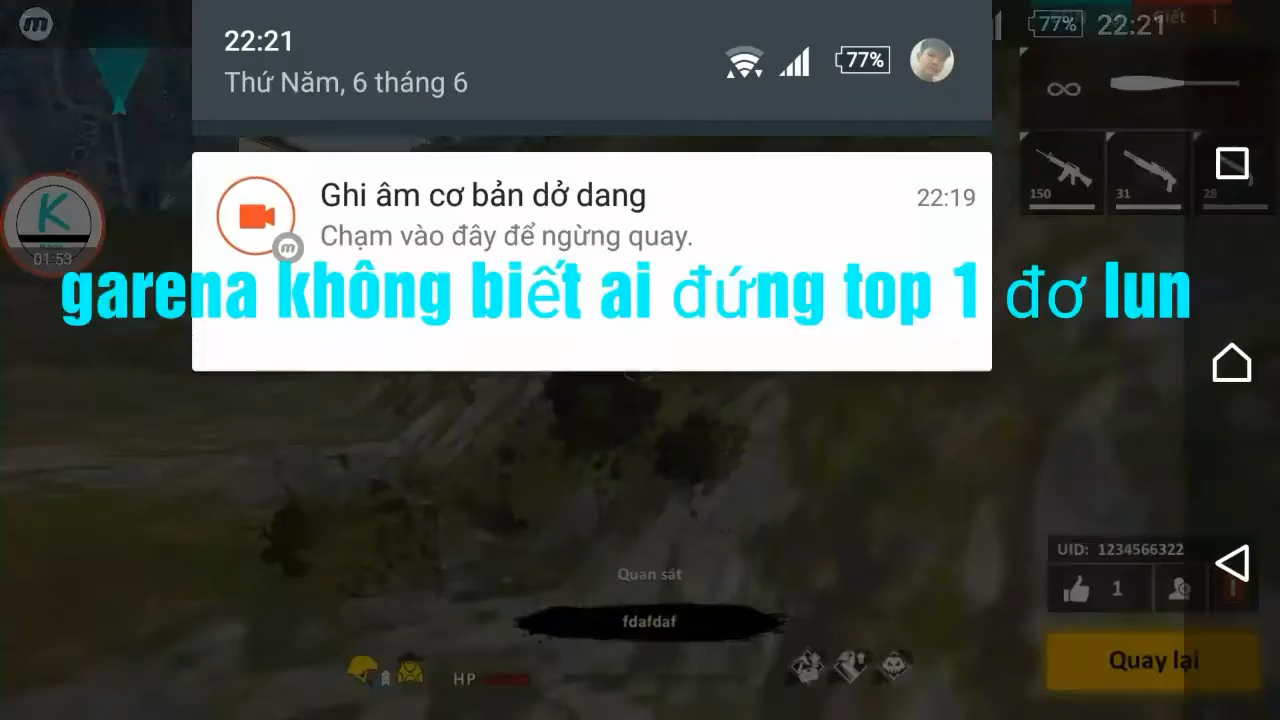 22:21
Thứ Năm, 6 tháng 6
77%
77%
22:21
Giết 1
Ghi âm cơ bản dở dang
22:19
Chạm vào đây để ngừng quay.
garena không biết ai đứng top 1 đơ lun
K
01:53
150
31
28
UID: 1234566322
1
Quan sát
fdafdaf
HP
Quay lại